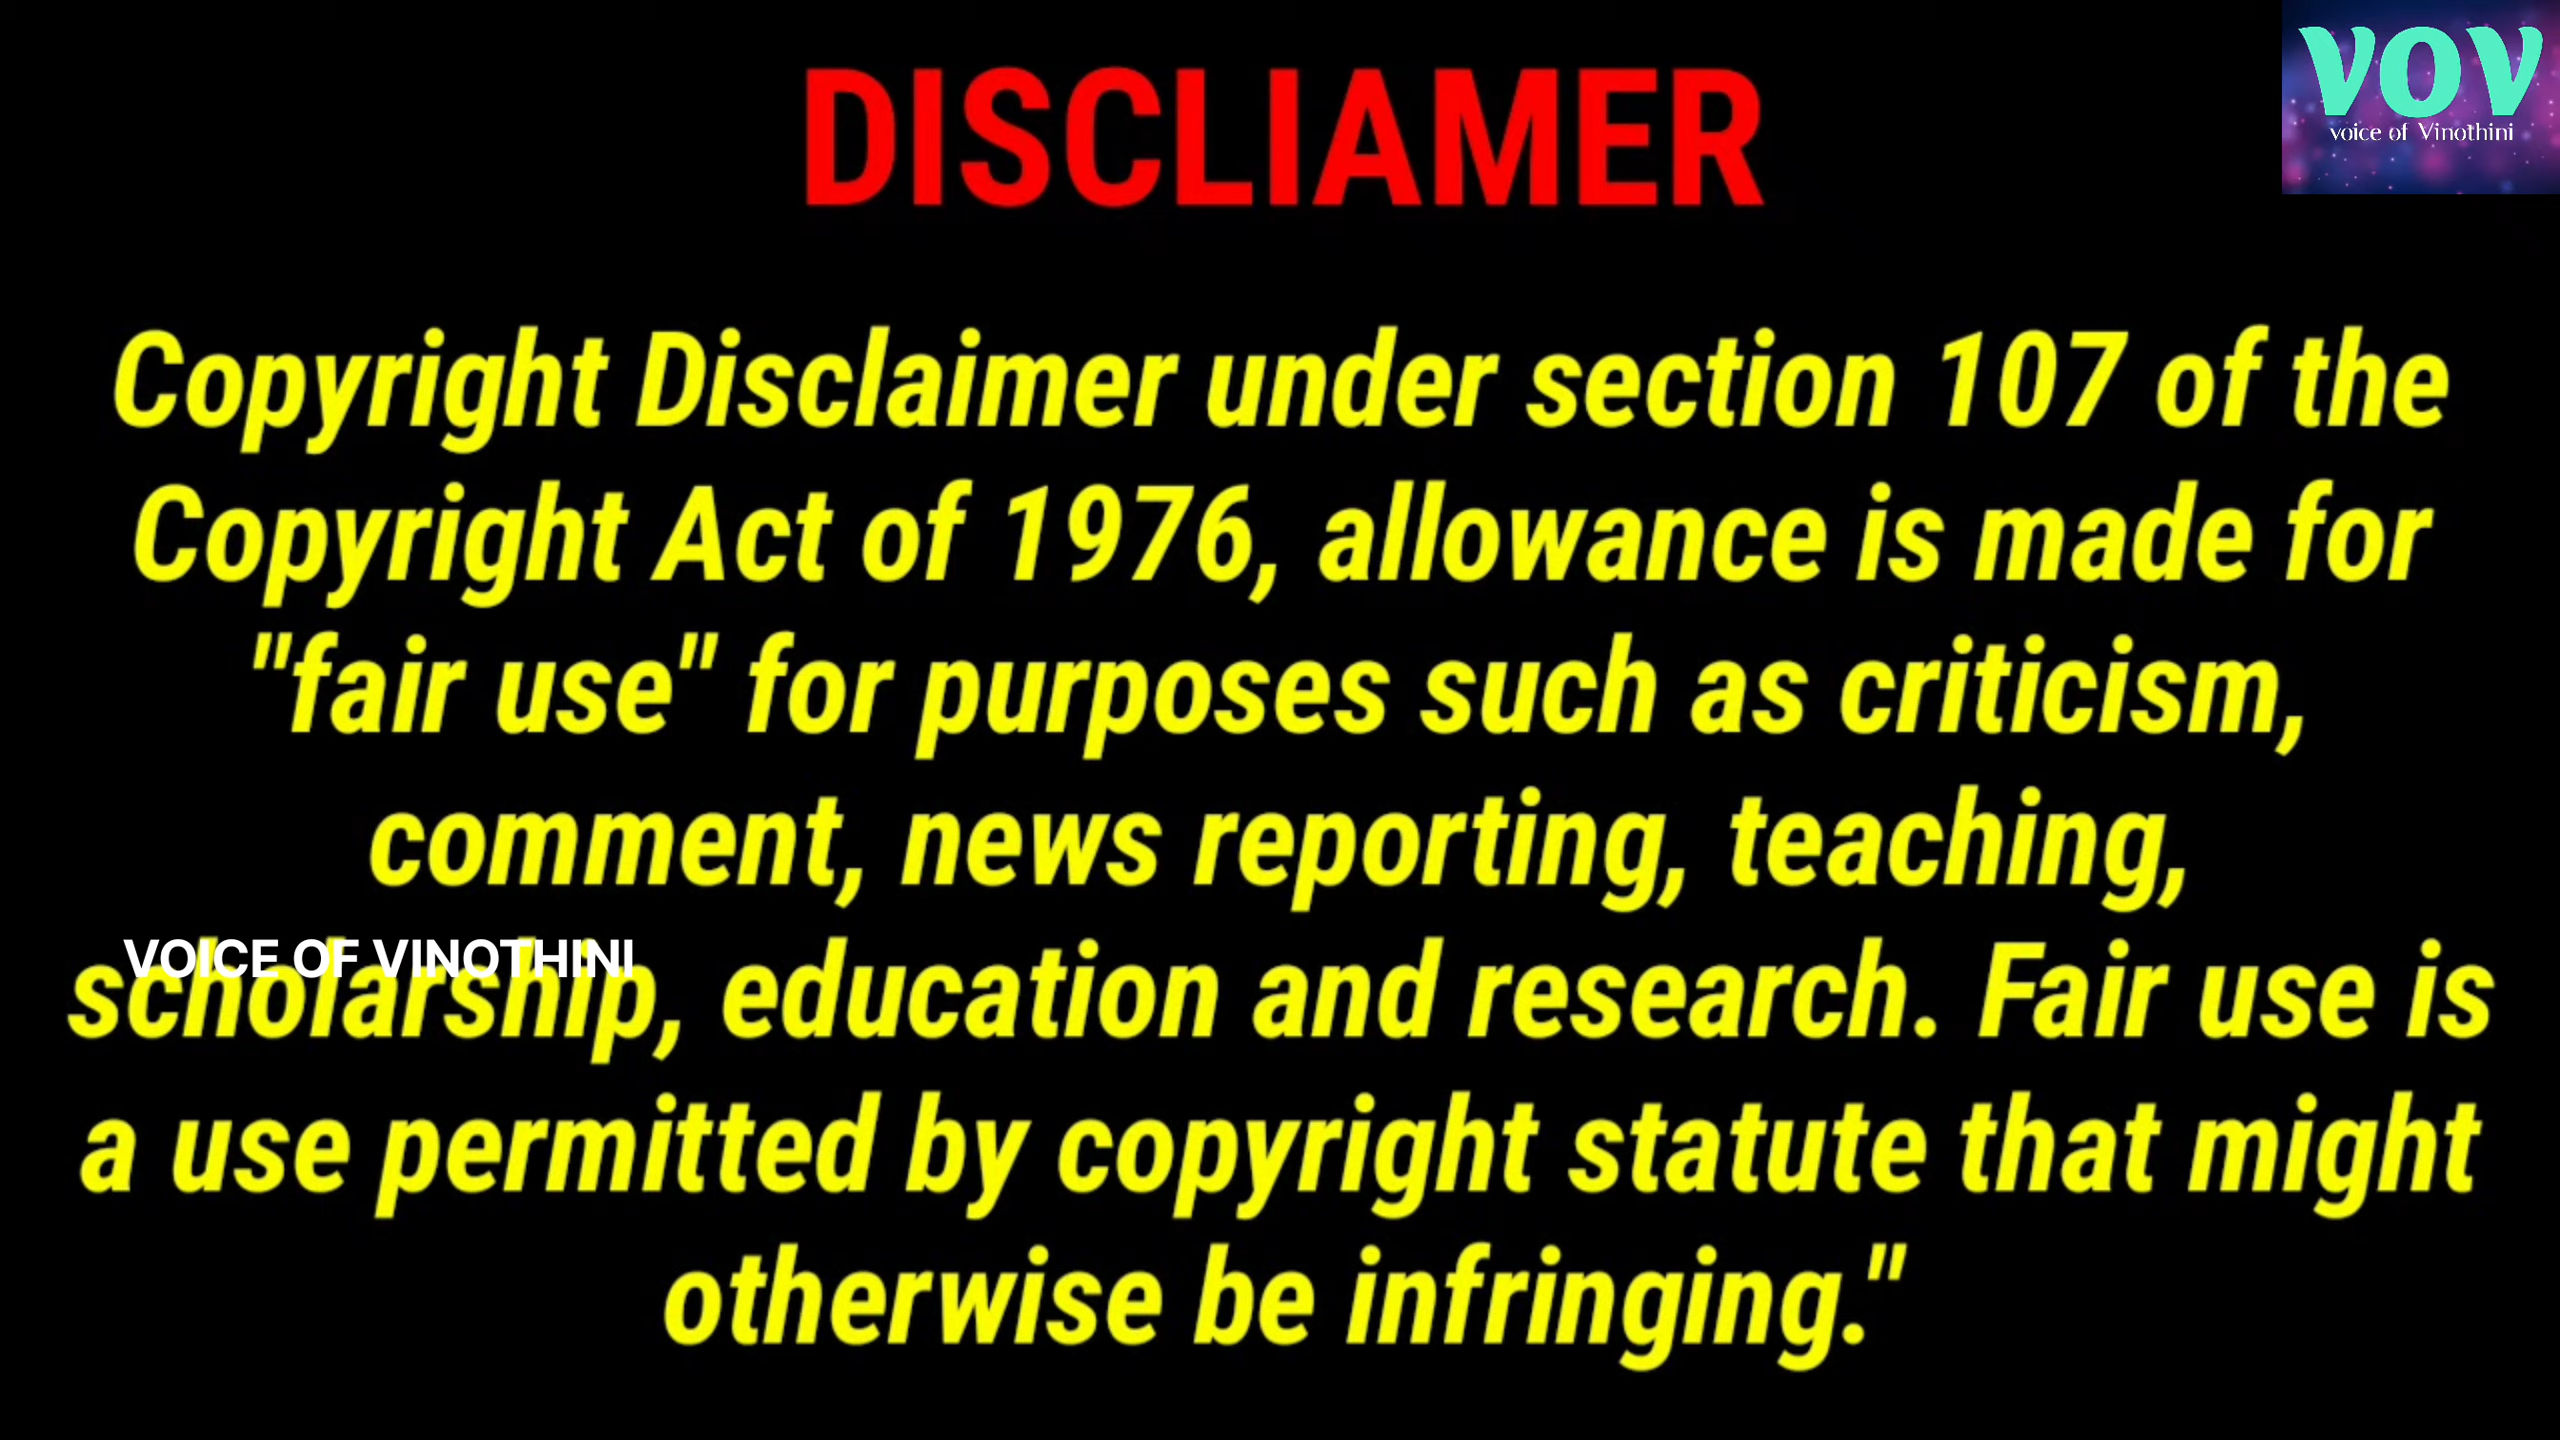 VOV
voice of Vinothini
DISCLIAMER
Copyright Disclaimer under section 107 of the
Copyright Act of 1976, allowance is made for
"fair use" for purposes such as criticism,
comment, news reporting, teaching,
VOICE OF VINOTHINI
scholarship, education and research. Fair use is
a use permitted by copyright statute that might
otherwise be infringing."